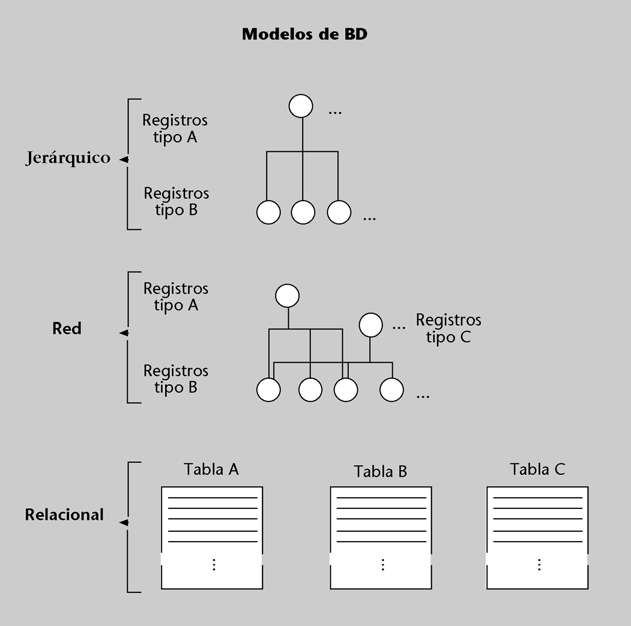 Modelos de BD
Jerárquico
Registros
tipo A
...
Registros
tipo B
...
Red
Registros
tipo A
... Registros
tipo C
Registros
tipo B
...
Relacional
Tabla A
Tabla B
Tabla C